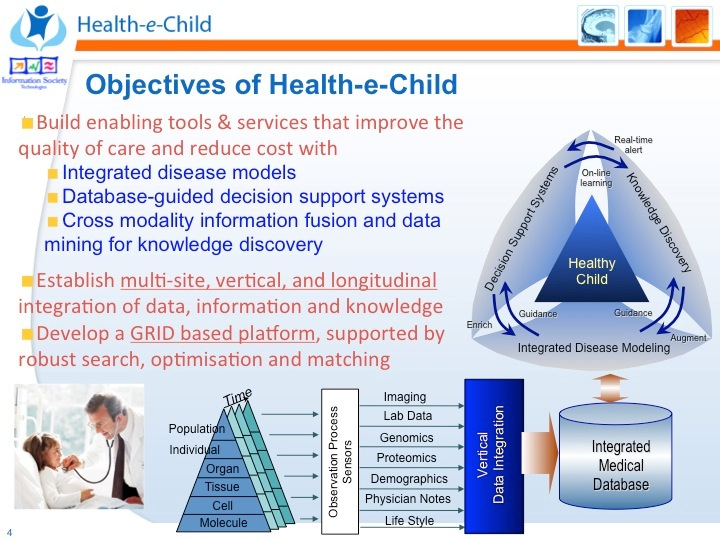 Health-e-Child
Information Society
Technologies
Objectives of Health-e-Child
Build enabling tools & services that improve the
quality of care and reduce cost with
Integrated disease models
Database-guided decision support systems
Cross modality information fusion and data
mining for knowledge discovery
Establish multi-site, vertical, and longitudinal
integration of data, information and knowledge
Develop a GRID based platform, supported by
robust search, optimisation and matching
Real-time
alert
On-line
learning
Decision Support Systems
Knowledge Discovery
Healthy
Child
Guidance
Guidance
Enrich
Augment
Integrated Disease Modeling
Time
Population
Individual
Organ
Tissue
Cell
Molecule
Observation Process
Sensors
Imaging
Lab Data
Genomics
Proteomics
Demographics
Physician Notes
Life Style
Vertical
Data Integration
Integrated
Medical
Database
4